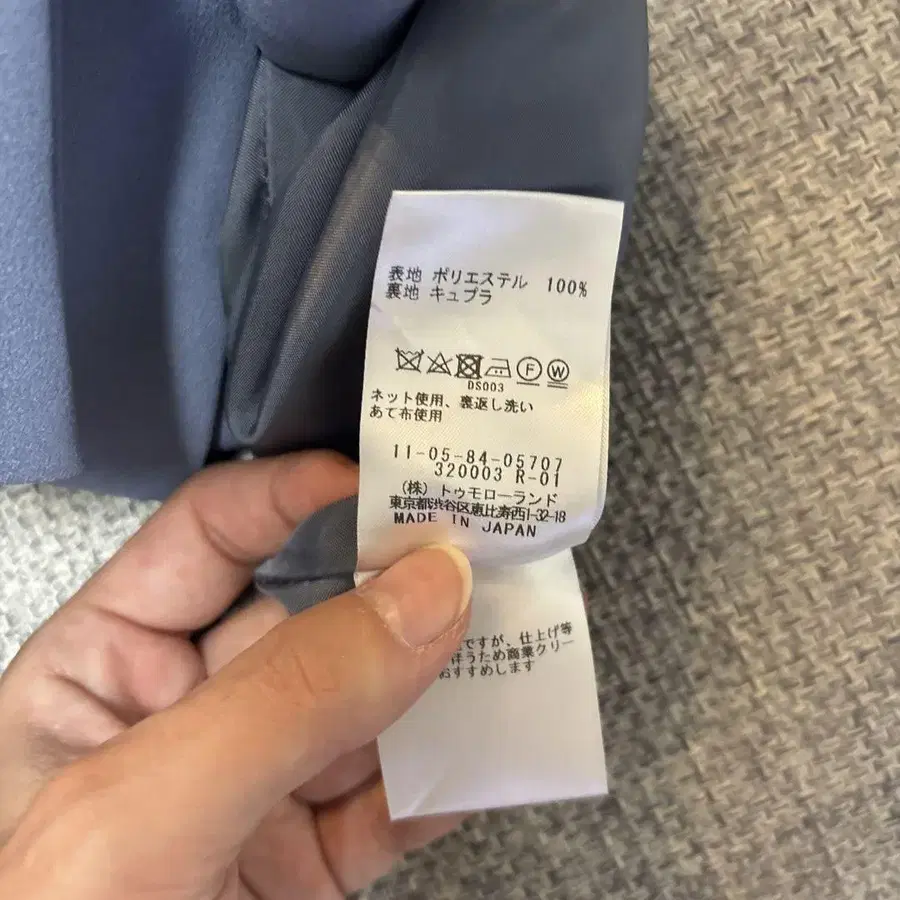 表地 ポリエステル 100%
裏地 キュプラ
F W
DS003
ネット使用、裏返し洗い
あて布使用
11-05-84-05707
320003 R-01
(株) トゥモローランド
東京都渋谷区恵比寿西1-32-18
MADE IN JAPAN
ですが、仕上げ等
伴うため商業クリー
おすすめします